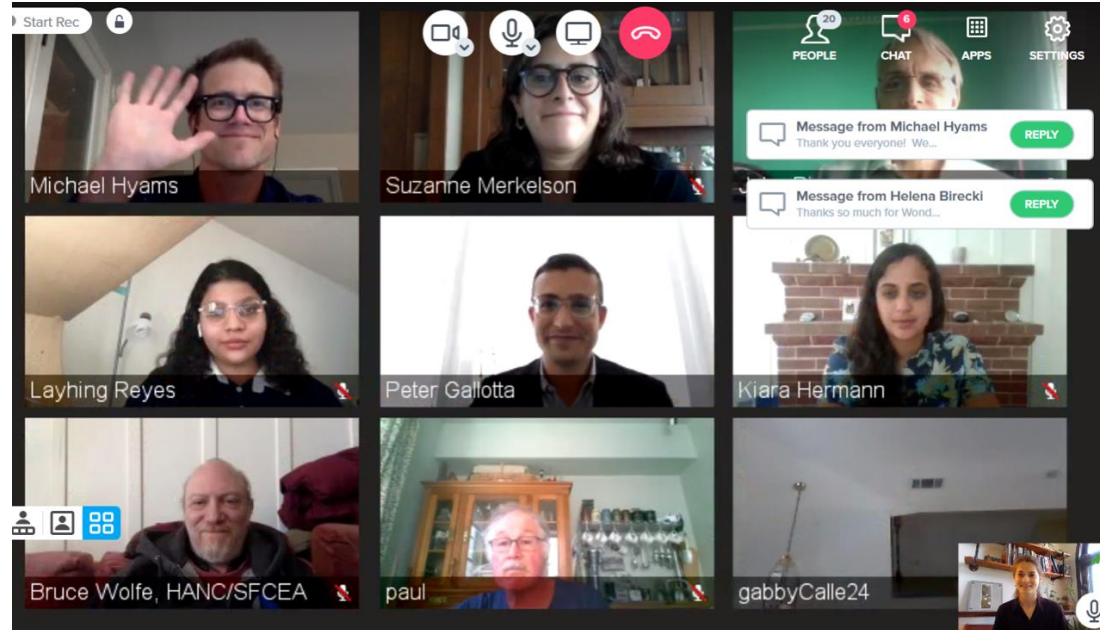 Start Rec
20
6
PEOPLE
CHAT
APPS
SETTINGS
Message from Michael Hyams
Thank you everyone! We...
REPLY
Message from Helena Birecki
Thanks so much for Wond...
REPLY
Michael Hyams
Suzanne Merkelson
Layhing Reyes
Peter Gallotta
Kiara Hermann
Bruce Wolfe, HANC/SFCEA
paul
gabbyCalle24